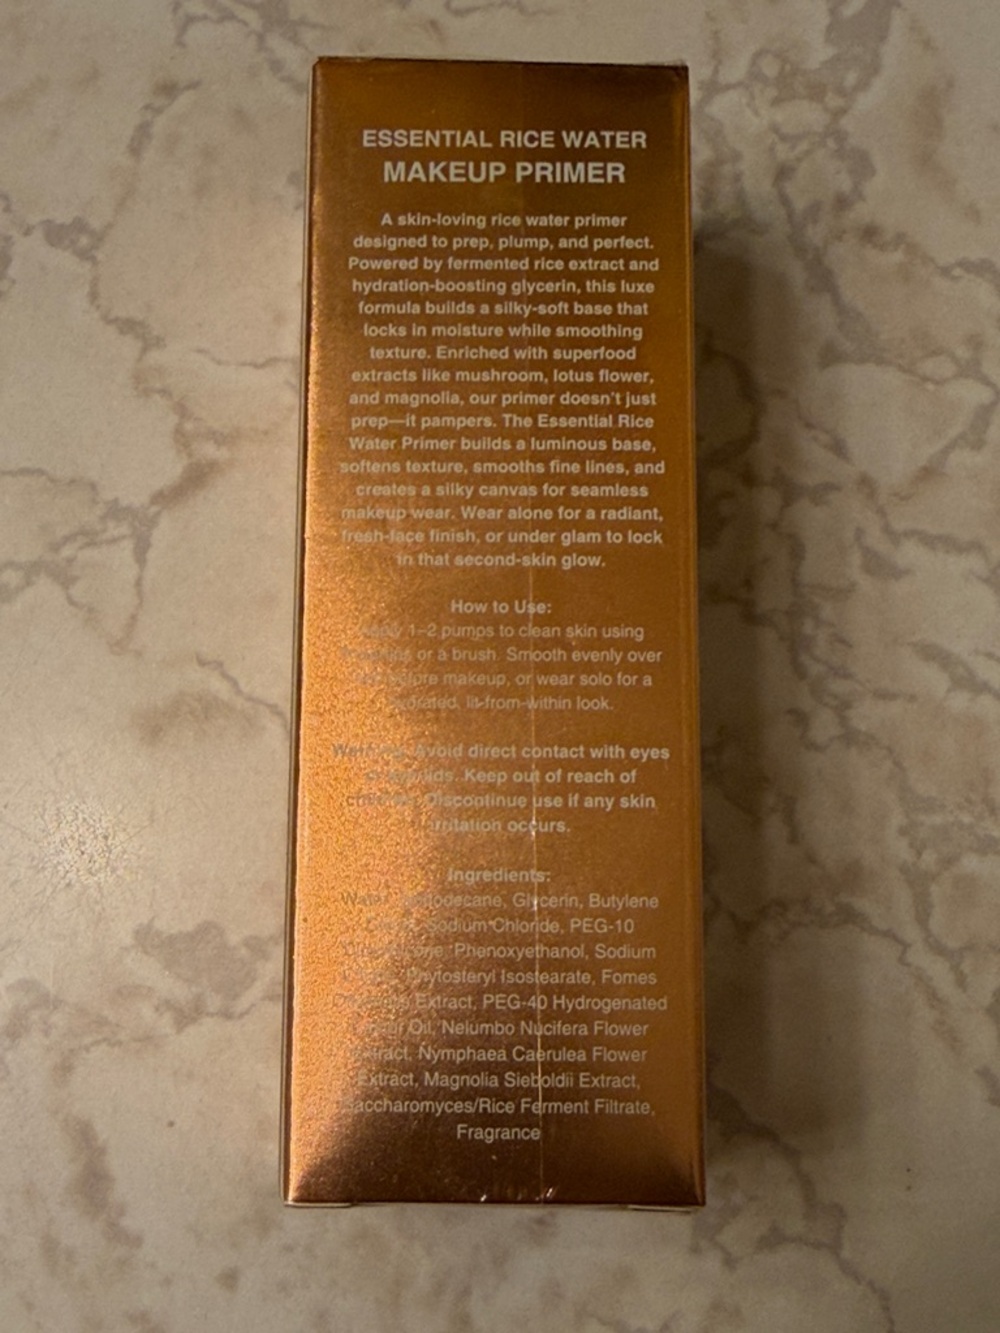 ESSENTIAL RICE WATER
MAKEUP PRIMER
A skin-loving rice water primer
designed to prep, plump, and perfect.
Powered by fermented rice extract and
hydration-boosting glycerin, this luxe
formula builds a silky-soft base that
locks in moisture while smoothing
texture. Enriched with superfood
extracts like mushroom, lotus flower,
and magnolia, our primer doesn't just
prep—it pampers. The Essential Rice
Water Primer builds a luminous base,
softens texture, smooths fine lines, and
creates a silky canvas for seamless
makeup wear. Wear alone for a radiant,
fresh-face finish, or under glam to lock
in that second-skin glow.
How to Use:
1–2 pumps to clean skin using
or a brush. Smooth evenly over
before makeup, or wear solo for a
hydrated, lit-from-within look.
Warning: Avoid direct contact with eyes
Keep out of reach of
children. Discontinue use if any skin
irritation occurs.
Ingredients:
Water, Glycerin, Butylene
Sodium Chloride, PEG-10
Phenoxyethanol, Sodium
Phytosteryl Isostearate, Fomes
Extract, PEG-40 Hydrogenated
Castor Oil, Nelumbo Nucifera Flower
Extract, Nymphaea Caerulea Flower
Extract, Magnolia Sieboldii Extract,
Saccharomyces/Rice Ferment Filtrate,
Fragrance